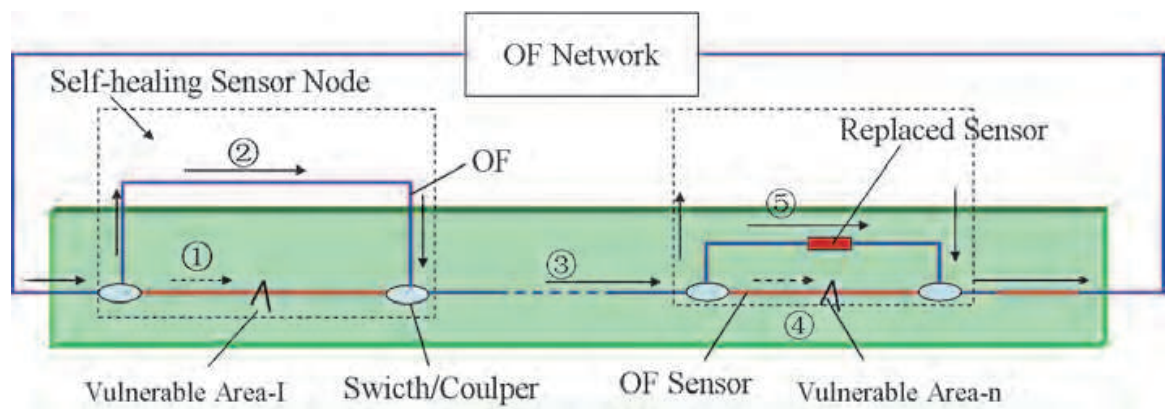 OF Network
Self-healing Sensor Node
Replaced Sensor
②
OF
⑤
①
③
④
Vulnerable Area-I
Swicth/Coulper
OF Sensor
Vulnerable Area-n